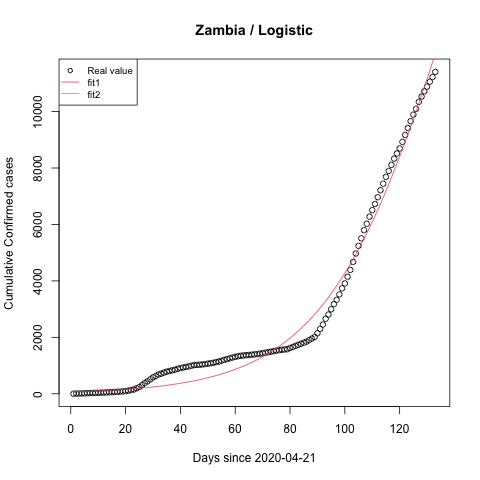 Zambia / Logistic
Real value
fit1
fit2
Cumulative Confirmed cases
0
2000
4000
6000
8000
10000
0 20 40 60 80 100 120
Days since 2020-04-21